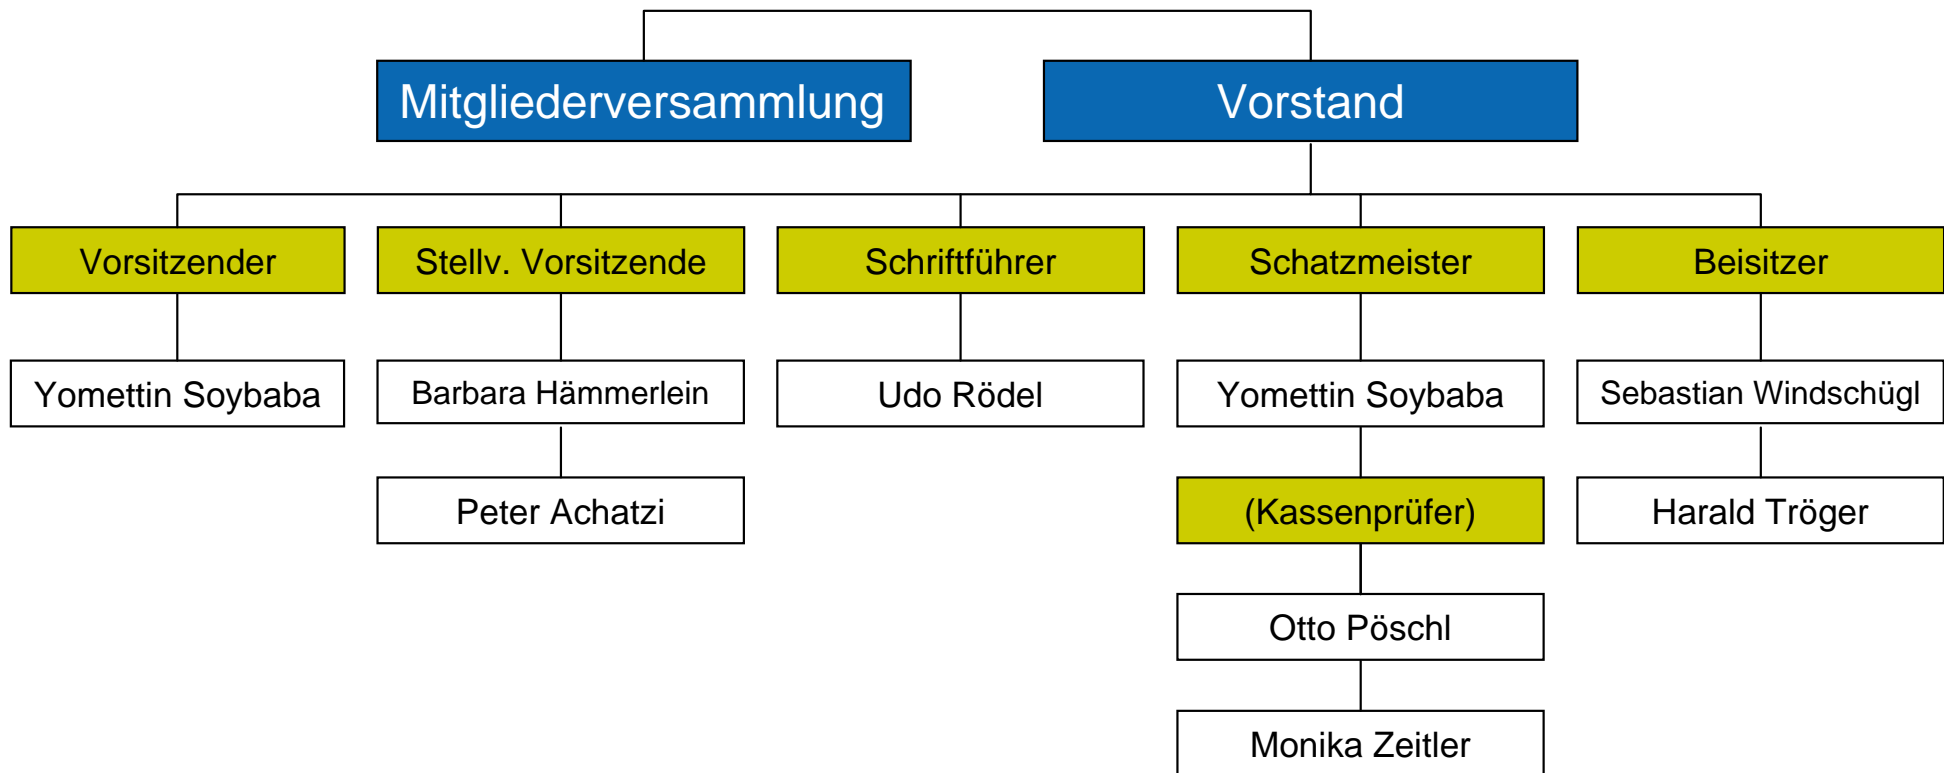 Mitgliederversammlung
Vorstand
Vorsitzender
Stellv. Vorsitzende
Schriftführer
Schatzmeister
Beisitzer
Yomettin Soybaba
Barbara Hämmerlein
Udo Rödel
Yomettin Soybaba
Sebastian Windschügl
Peter Achatzi
(Kassenprüfer)
Harald Tröger
Otto Pöschl
Monika Zeitler